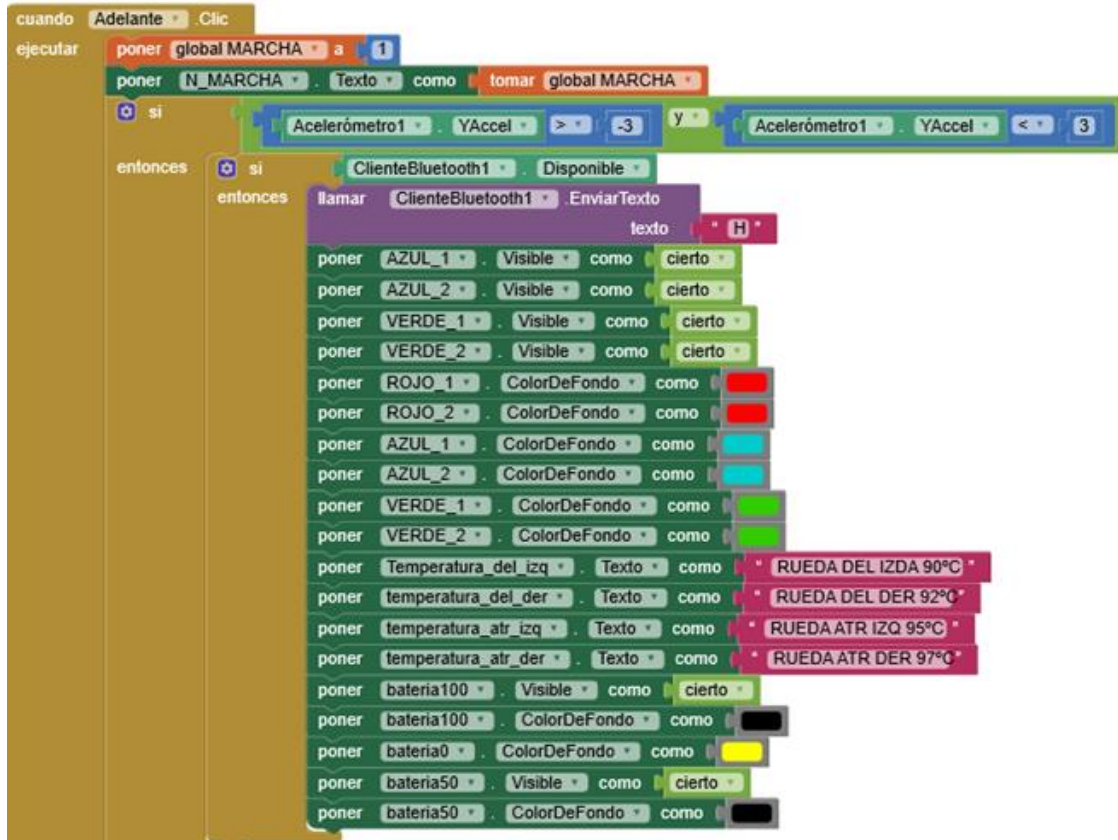 cuando Adelante .Clic
ejecutar poner global MARCHA a 1
poner N_MARCHA . Texto como tomar global MARCHA
si Acelerómetro1 . YAccel > -3 y Acelerómetro1 . YAccel < 3
entonces si ClienteBluetooth1 . Disponible
entonces llamar ClienteBluetooth1 .EnviarTexto
texto " H "
poner AZUL_1 . Visible como cierto
poner AZUL_2 . Visible como cierto
poner VERDE_1 . Visible como cierto
poner VERDE_2 . Visible como cierto
poner ROJO_1 . ColorDeFondo como
poner ROJO_2 . ColorDeFondo como
poner AZUL_1 . ColorDeFondo como
poner AZUL_2 . ColorDeFondo como
poner VERDE_1 . ColorDeFondo como
poner VERDE_2 . ColorDeFondo como
poner Temperatura_del_izq . Texto como " RUEDA DEL IZDA 90ºC "
poner temperatura_del_der . Texto como " RUEDA DEL DER 92ºC "
poner temperatura_atr_izq . Texto como " RUEDA ATR IZQ 95ºC "
poner temperatura_atr_der . Texto como " RUEDA ATR DER 97ºC "
poner bateria100 . Visible como cierto
poner bateria100 . ColorDeFondo como
poner bateria0 . ColorDeFondo como
poner bateria50 . Visible como cierto
poner bateria50 . ColorDeFondo como